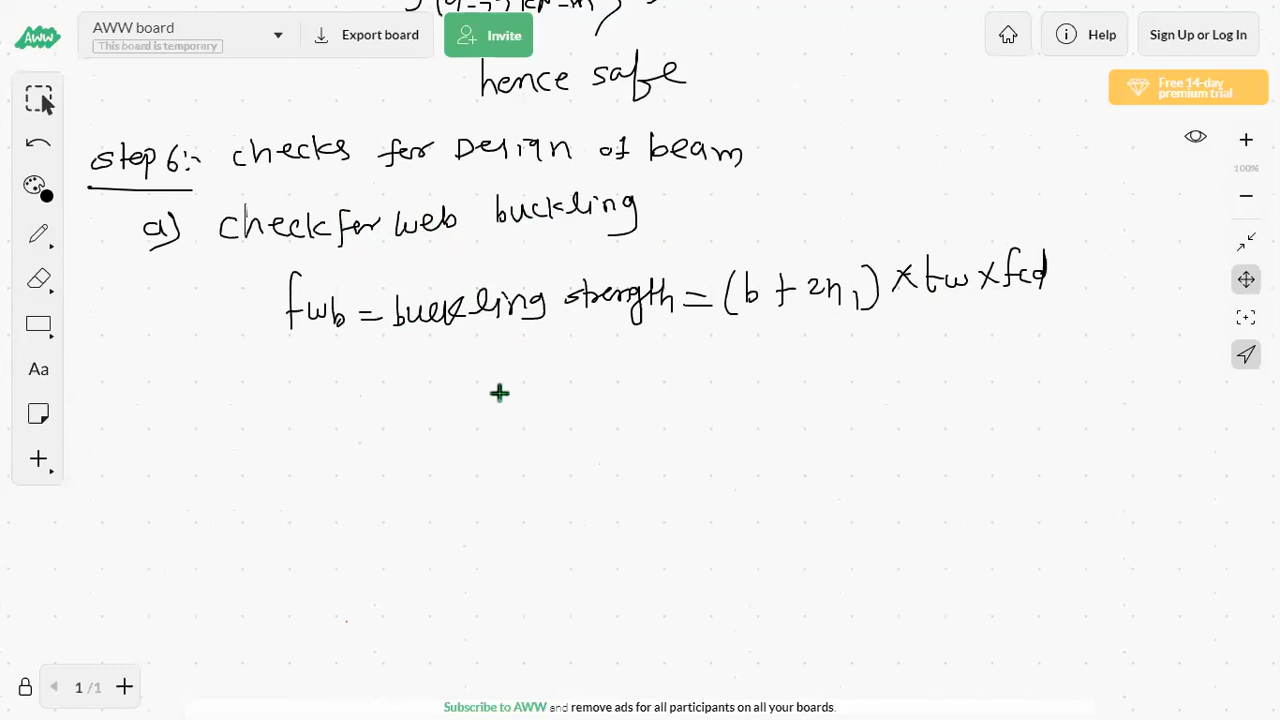 AWW
AWW board
This board is temporary
Export board
Invite
Help
Sign Up or Log In
Free 14-day
premium trial
hence safe
step 6:- checks for Design of beam
a) check for web buckling
fwb = buckling strength = (b + 2n1) × tw × fcd
100%
Aa
1 /1
Subscribe to AWW and remove ads for all participants on all your boards.